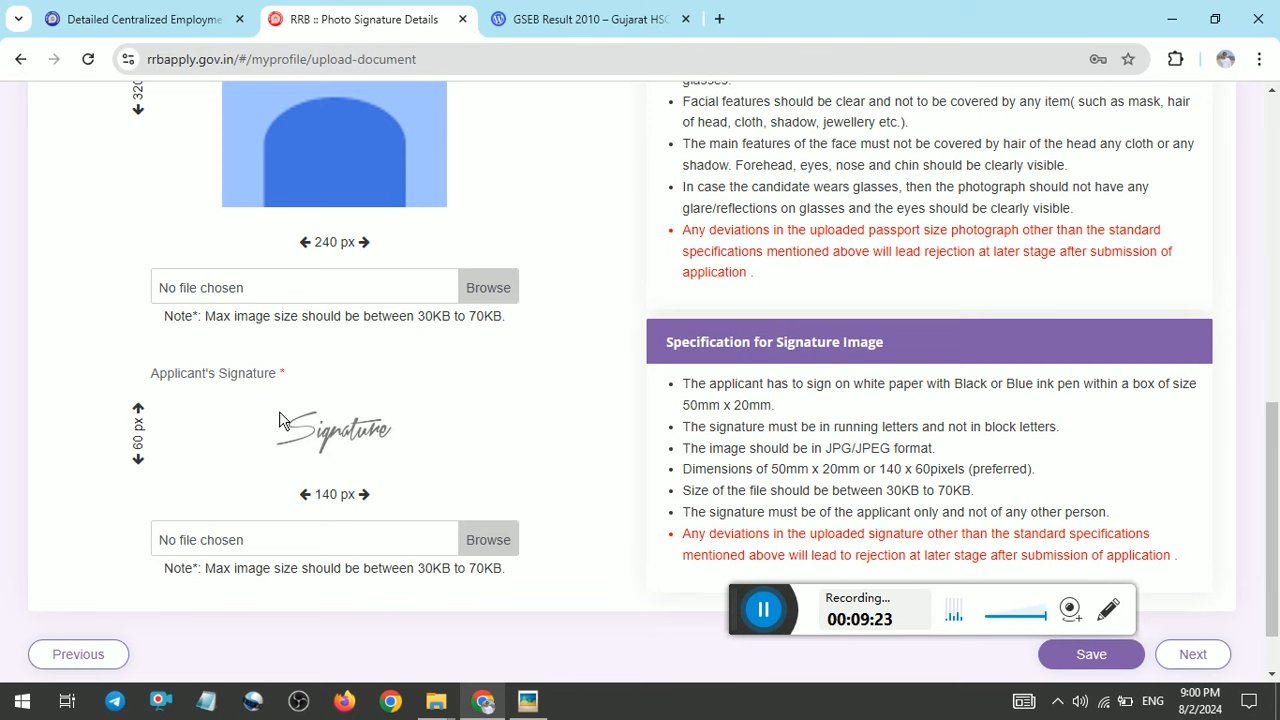 Detailed Centralized Employme
RRB :: Photo Signature Details
GSEB Result 2010 – Gujarat HSC
rrbapply.gov.in/#/myprofile/upload-document
320
240 px
No file chosen
Browse
Note*: Max image size should be between 30KB to 70KB.
Applicant's Signature *
60 px
Signature
140 px
No file chosen
Browse
Note*: Max image size should be between 30KB to 70KB.
glasses.
Facial features should be clear and not to be covered by any item( such as mask, hair
of head, cloth, shadow, jewellery etc.).
The main features of the face must not be covered by hair of the head any cloth or any
shadow. Forehead, eyes, nose and chin should be clearly visible.
In case the candidate wears glasses, then the photograph should not have any
glare/reflections on glasses and the eyes should be clearly visible.
Any deviations in the uploaded passport size photograph other than the standard
specifications mentioned above will lead rejection at later stage after submission of
application .
Specification for Signature Image
The applicant has to sign on white paper with Black or Blue ink pen within a box of size
50mm x 20mm.
The signature must be in running letters and not in block letters.
The image should be in JPG/JPEG format.
Dimensions of 50mm x 20mm or 140 x 60pixels (preferred).
Size of the file should be between 30KB to 70KB.
The signature must be of the applicant only and not of any other person.
Any deviations in the uploaded signature other than the standard specifications
mentioned above will lead to rejection at later stage after submission of application .
Recording...
00:09:23
Previous
Save
Next
ENG
9:00 PM
8/2/2024